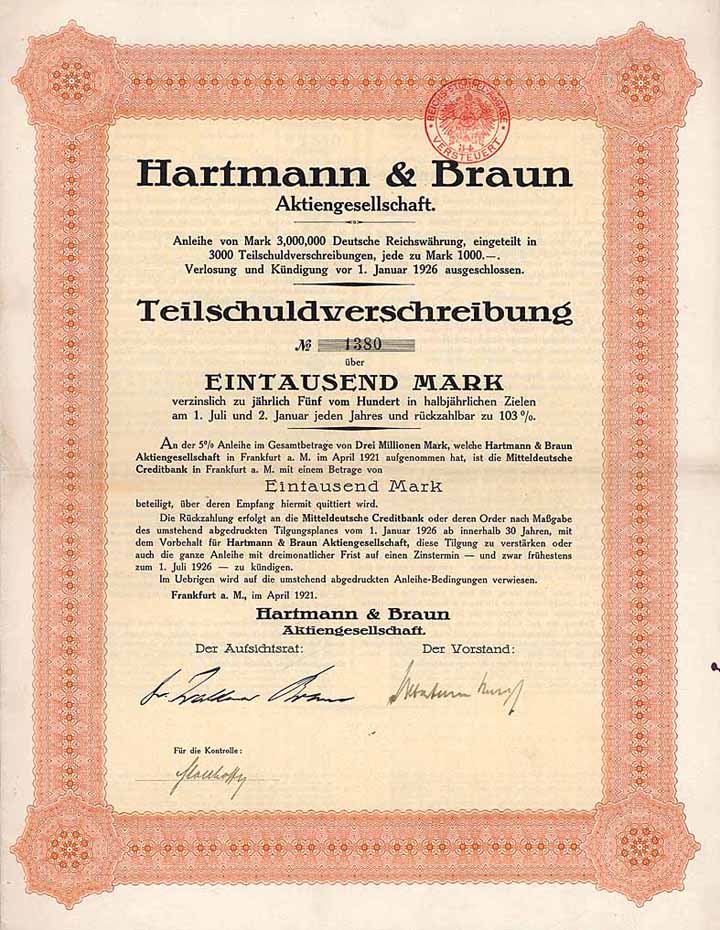 REICHSSTEMPELABGABE
VERSTEUERT
Hartmann & Braun
Aktiengesellschaft.
Anleihe von Mark 3,000,000 Deutsche Reichswährung, eingeteilt in
3000 Teilschuldverschreibungen, jede zu Mark 1000.—.
Verlosung und Kündigung vor 1. Januar 1926 ausgeschlossen.
Teilschuldverschreibung
№ 1380
über
EINTAUSEND MARK
verzinslich zu jährlich Fünf vom Hundert in halbjährlichen Zielen
am 1. Juli und 2. Januar jeden Jahres und rückzahlbar zu 103%.
An der 5% Anleihe im Gesamtbetrage von Drei Millionen Mark, welche Hartmann & Braun
Aktiengesellschaft in Frankfurt a. M. im April 1921 aufgenommen hat, ist die Mitteldeutsche
Creditbank in Frankfurt a. M. mit einem Betrage von
Eintausend Mark
beteiligt, über deren Empfang hiermit quittiert wird.
Die Rückzahlung erfolgt an die Mitteldeutsche Creditbank oder deren Order nach Maßgabe
des umstehend abgedruckten Tilgungsplanes vom 1. Januar 1926 ab innerhalb 30 Jahren, mit
dem Vorbehalt für Hartmann & Braun Aktiengesellschaft, diese Tilgung zu verstärken oder
auch die ganze Anleihe mit dreimonatlicher Frist auf einen Zinstermin — und zwar frühestens
zum 1. Juli 1926 — zu kündigen.
Im Uebrigen wird auf die umstehend abgedruckten Anleihe-Bedingungen verwiesen.
Frankfurt a. M., im April 1921.
Hartmann & Braun
Aktiengesellschaft.
Der Aufsichtsrat: Der Vorstand:
Braun
Für die Kontrolle: